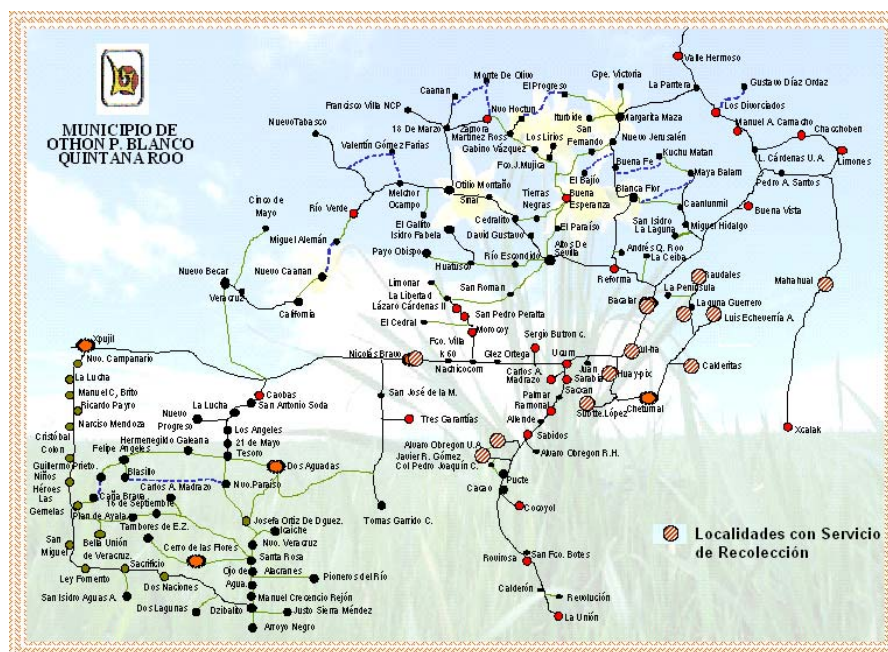 MUNICIPIO DE
OTHON P. BLANCO
QUINTANA ROO
Valle Hermoso
La Pantera
Gustavo Díaz Ordaz
Los Divorciados
Manuel A. Camacho
Chacchoben
Limones
L. Cárdenas U. A.
Pedro A. Santos
Buena Vista
Mahahual
Xcalak
Monte De Olivo
Caanan
El Progreso
Gpe. Victoria
Francisco Villa NCP
Nvo Hoctun
Iturbide
Margarita Maza
Nuevo Tabasco
18 De Marzo
Zamora
Martinez Ross
San
Fernando
Nuevo Jerusalén
Valentín Gómez Farias
Gabino Vázquez
Los Lirios
Fco.J.Mujica
Buena Fe
Kuchu Matan
El Bajío
Maya Balam
Otilio Montaño
Melchor
Ocampo
Sinai
Tierras
Negras
Buena
Esperanza
Blanca Flor
Caanlunmil
Cinco de
Mayo
Río Verde
El Gallito
Isidro Fabela
Cedralito
David Gustavo
El Paraíso
San Isidro
La Laguna
Miguel Hidalgo
Miguel Alemán
Payo Obispo
Altos De
Sevilla
Andrés Q. Roo
La Ceiba
Huatusco
Río Escondido
Nuevo Becar
Nuevo Caanan
Reforma
Raudales
Limonar
San Roman
La Península
Veracruz
La Libertad
Bacalar
Laguna Guerrero
California
Lázaro Cárdenas II
San Pedro Peralta
Luis Echeverría A.
El Cedral
Morocoy
Sergio Butron c.
Xpujil
Fco. Villa
Nicolás Bravo
K 60
Glez Ortega
Ucum
Xul-ha
Nvo. Campanario
Nachicocom
Carlos A.
Madrazo
Juan
Sarabia
Huay-pix
Calderitas
La Lucha
Sacxan
Manuel C, Brito
Caobas
San José de la M.
Palmar
Ramonal
Subtte.López
Chetumal
Ricardo Payro
La Lucha
San Antonio Soda
Nuevo
Progreso
Allende
Narciso Mendoza
Los Angeles
Tres Garantías
Sabidos
Cristóbal
Colon
Hermenegildo Galeana
21 de Mayo
Alvaro Obregon U.A.
Felipe Angeles
Tesoro
Alvaro Obregon R.H.
Guillermo Prieto.
Blasillo
Dos Aguadas
Javier R. Gómez
Col Pedro Joaquín C.
Niños
Héroes
Carlos A. Madrazo
Nvo.Paraiso
Pucte
Las
Gemelas
Caña Brava
Cacao
16 de Septiembre
Plan de Ayala
Tambores de E.Z.
Josefa Ortiz De Dguez.
Tomas Garrido C.
Cocoyol
Icaiche
Bella Unión
de Veracruz.
Nvo. Veracruz
San
Miguel
Cerro de las Flores
Santa Rosa
Sacrificio
Ojo de
Agua.
Alacranes
San Fco. Botes
Rovirosa
Ley Fomento
Dos Naciones
Pioneros del Río
Manuel Crecencio Rejón
Calderón
Revolución
San Isidro Aguas A.
Dos Lagunas
Dzibalito
Justo Sierra Méndez
La Unión
Arroyo Negro
Localidades con Servicio
de Recolección